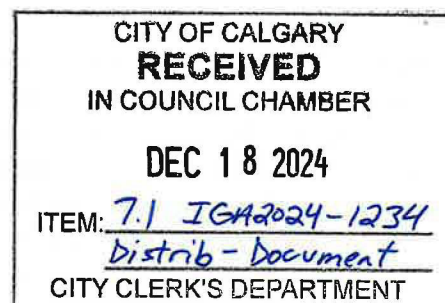 CITY OF CALGARY
RECEIVED
IN COUNCIL CHAMBER
DEC 18 2024
ITEM: 7.1 IGA2024-1234
Distrib - Document
CITY CLERK'S DEPARTMENT